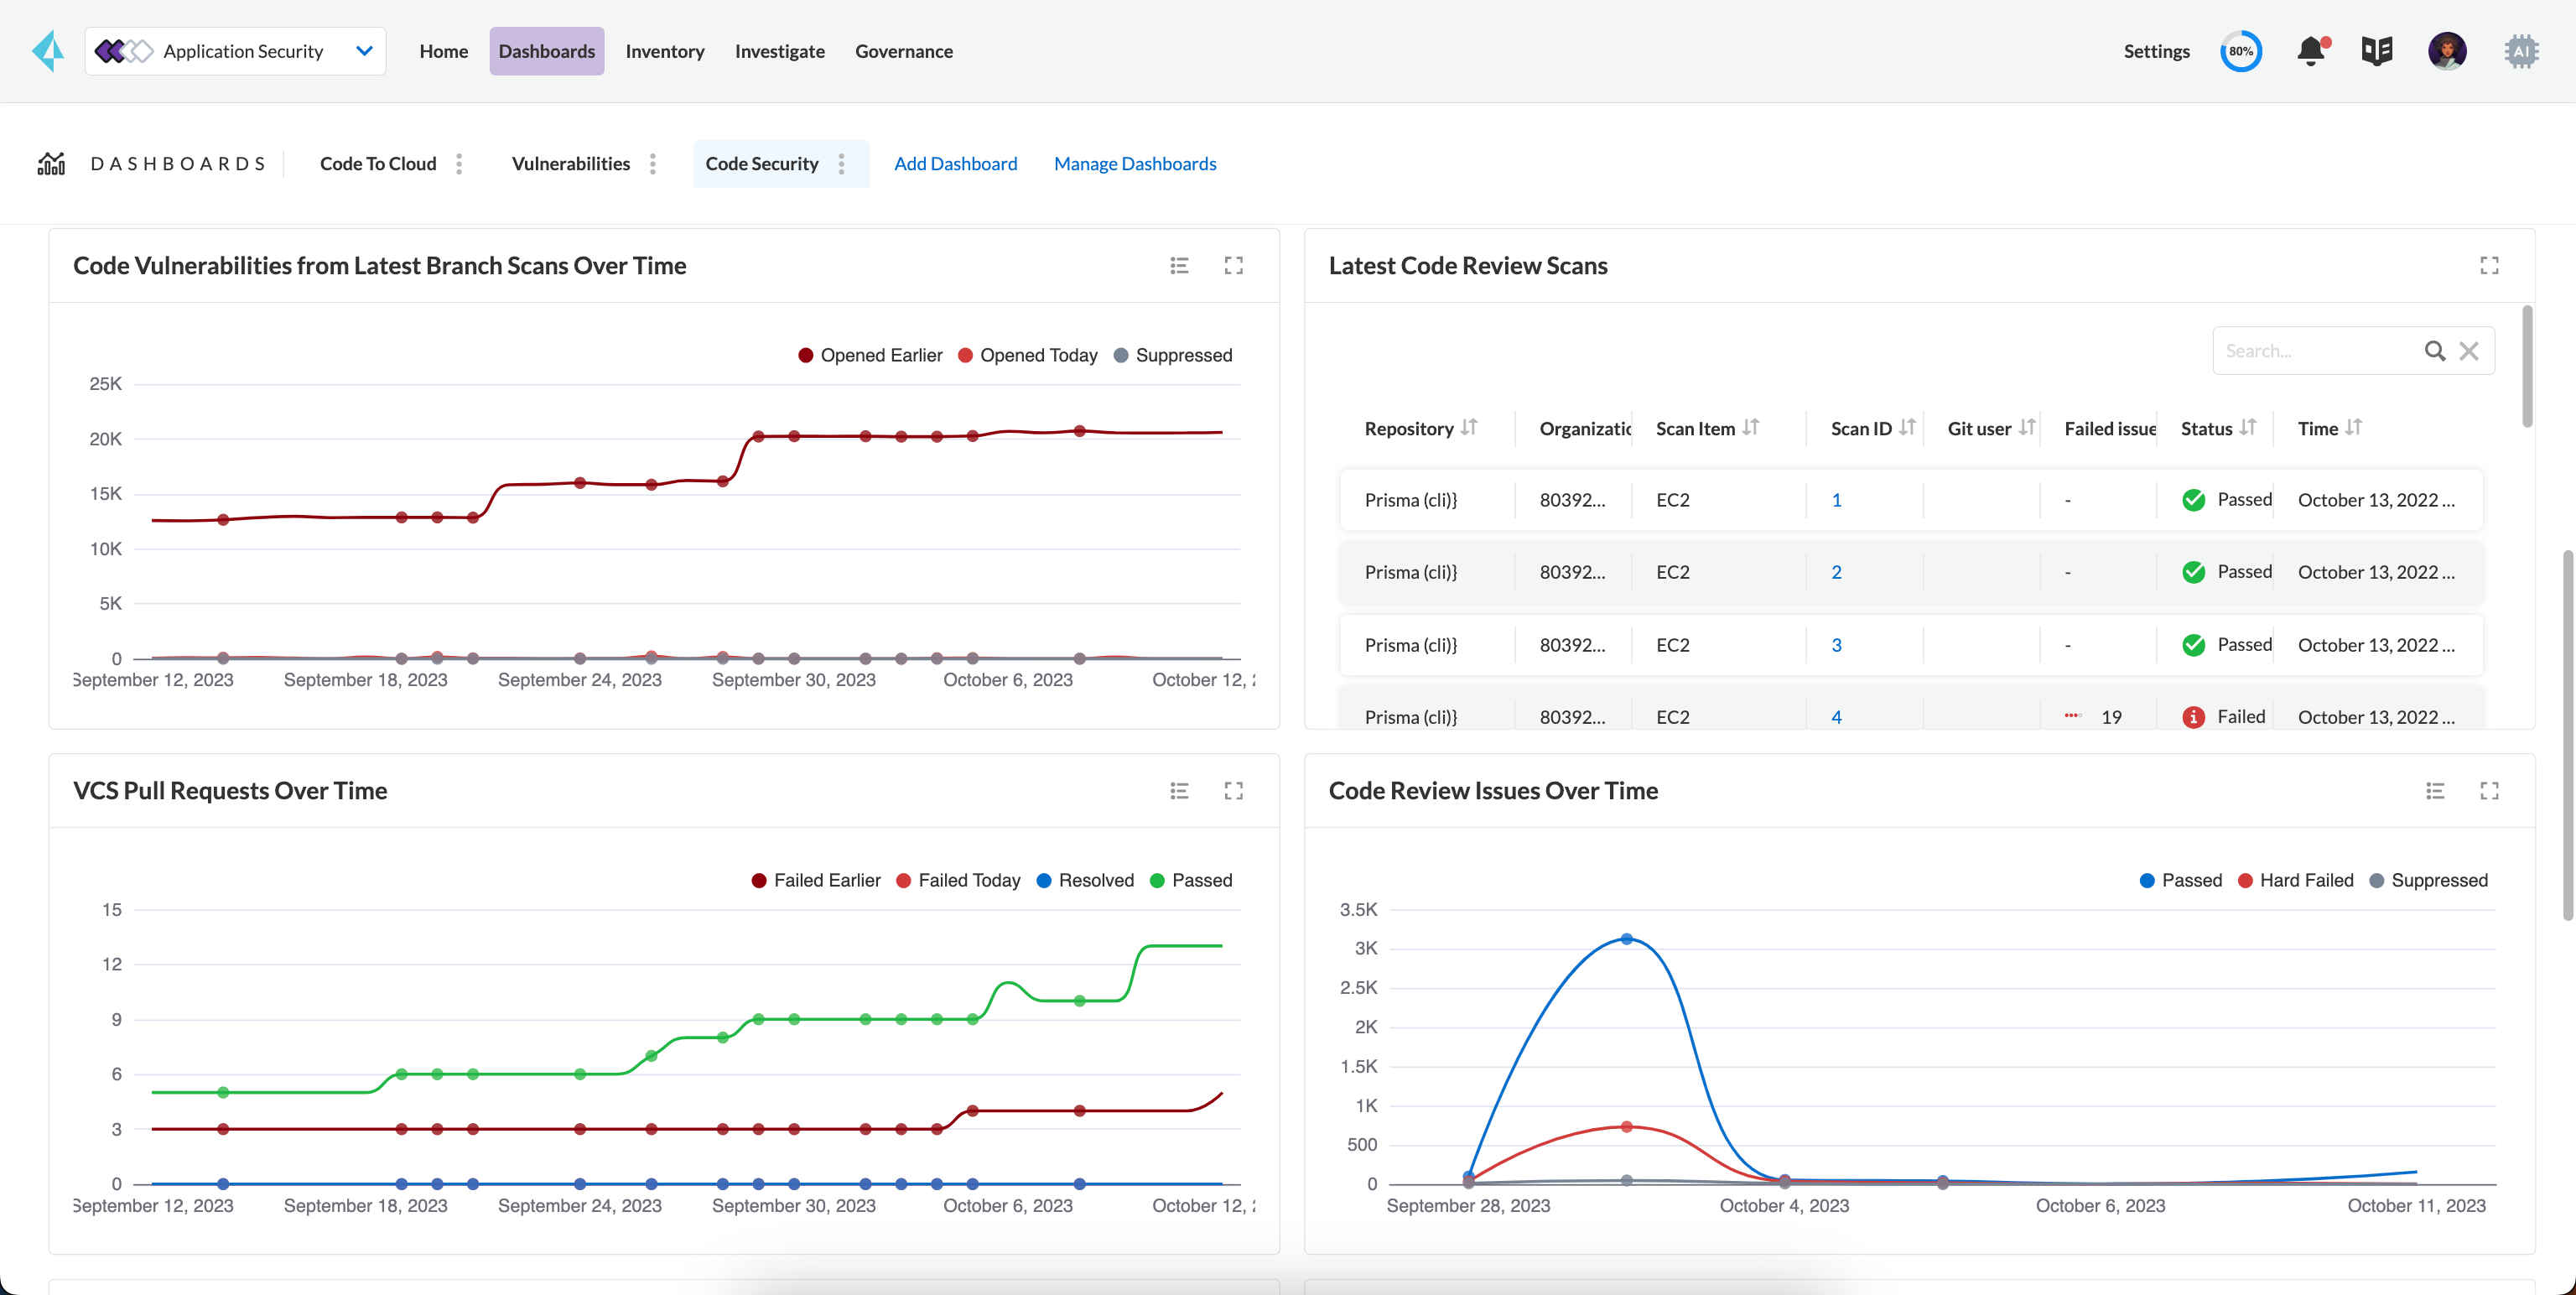 Application Security Home Dashboards Inventory Investigate Governance Settings 80% AI
DASHBOARDS Code To Cloud Vulnerabilities Code Security Add Dashboard Manage Dashboards
Code Vulnerabilities from Latest Branch Scans Over Time
Opened Earlier Opened Today Suppressed
25K
20K
15K
10K
5K
0
September 12, 2023 September 18, 2023 September 24, 2023 September 30, 2023 October 6, 2023 October 12,
Latest Code Review Scans
Search...
Repository Organizatic Scan Item Scan ID Git user Failed issue Status Time
Prisma (cli)} 80392... EC2 1 - Passed October 13, 2022 ...
Prisma (cli)} 80392... EC2 2 - Passed October 13, 2022 ...
Prisma (cli)} 80392... EC2 3 - Passed October 13, 2022 ...
Prisma (cli)} 80392... EC2 4 19 Failed October 13, 2022 ...
VCS Pull Requests Over Time
Failed Earlier Failed Today Resolved Passed
15
12
9
6
3
0
September 12, 2023 September 18, 2023 September 24, 2023 September 30, 2023 October 6, 2023 October 12,
Code Review Issues Over Time
Passed Hard Failed Suppressed
3.5K
3K
2.5K
2K
1.5K
1K
500
0
September 28, 2023 October 4, 2023 October 6, 2023 October 11, 2023